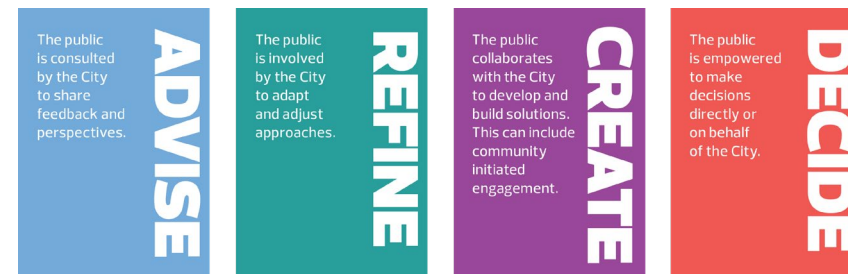 The public
is consulted
by the City
to share
feedback and
perspectives.
ADVISE
The public
is involved
by the City
to adapt
and adjust
approaches.
REFINE
The public
collaborates
with the City
to develop and
build solutions.
This can include
community
initiated
engagement.
CREATE
The public
is empowered
to make
decisions
directly or
on behalf
of the City.
DECIDE